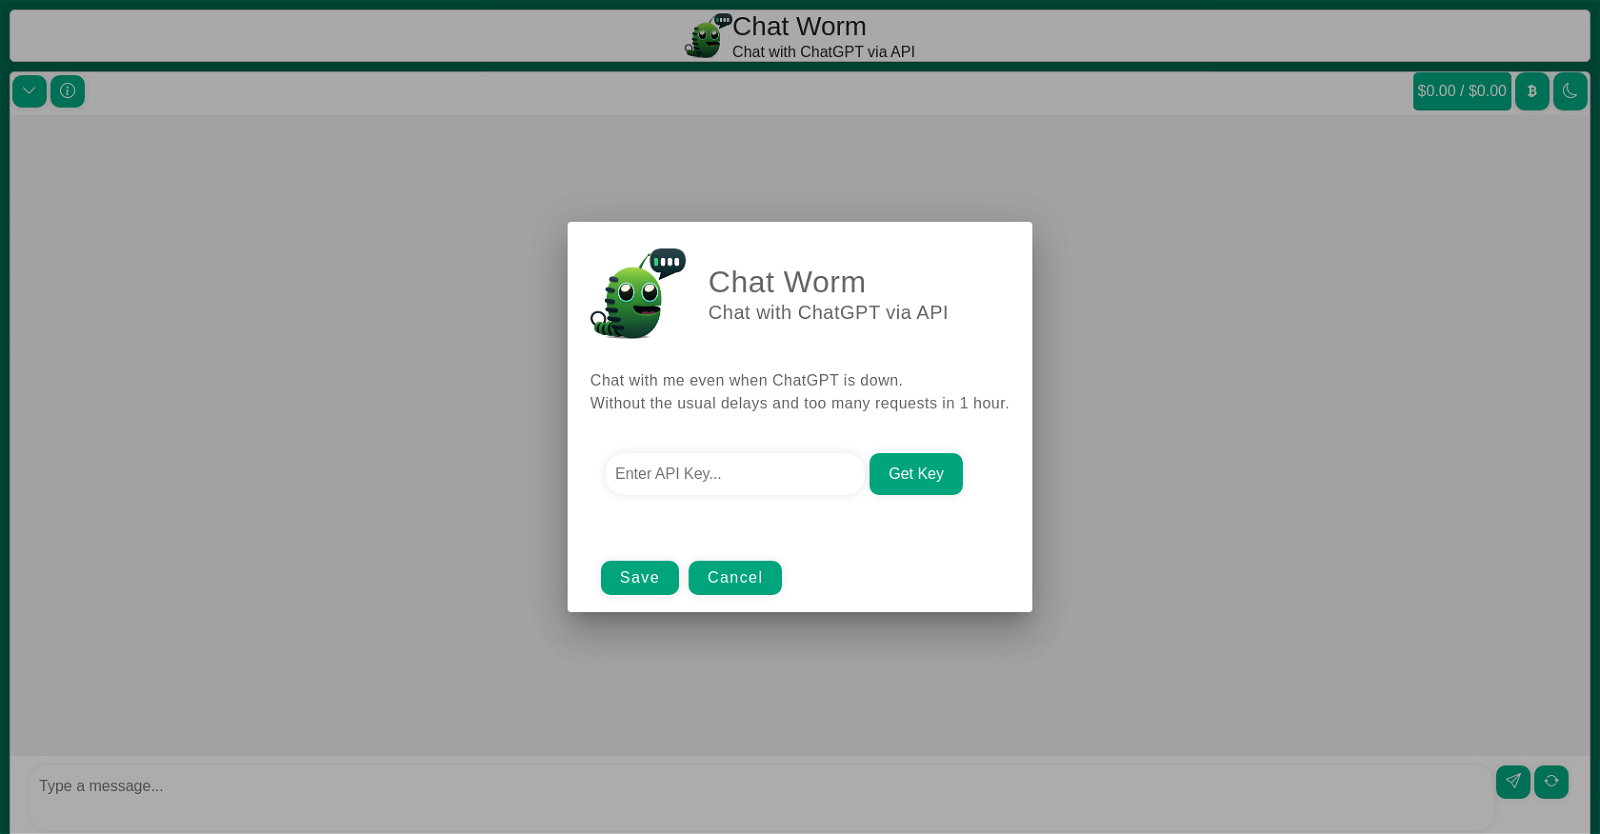 Chat Worm
Chat with ChatGPT via API
$0.00 / $0.00
Chat Worm
Chat with ChatGPT via API
Chat with me even when ChatGPT is down.
Without the usual delays and too many requests in 1 hour.
Enter API Key...
Get Key
Save
Cancel
Type a message...